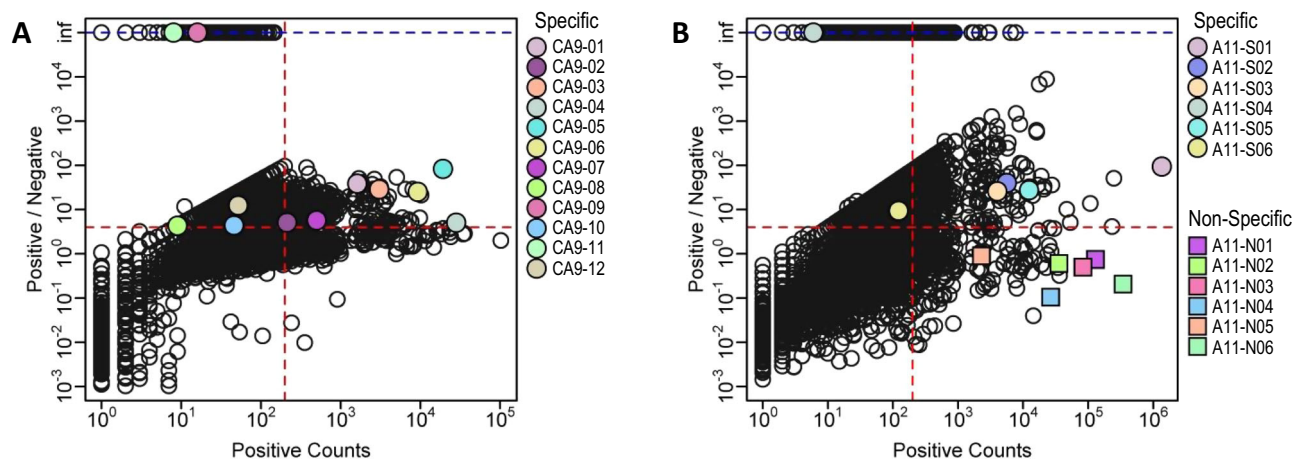 A
Positive / Negative
inf
10^4
10^3
10^2
10^1
10^0
10^-1
10^-2
10^-3
10^0
10^1
10^2
10^3
10^4
10^5
Positive Counts
Specific
CA9-01
CA9-02
CA9-03
CA9-04
CA9-05
CA9-06
CA9-07
CA9-08
CA9-09
CA9-10
CA9-11
CA9-12
B
Positive / Negative
inf
10^4
10^3
10^2
10^1
10^0
10^-1
10^-2
10^-3
10^0
10^1
10^2
10^3
10^4
10^5
10^6
Positive Counts
Specific
A11-S01
A11-S02
A11-S03
A11-S04
A11-S05
A11-S06
Non-Specific
A11-N01
A11-N02
A11-N03
A11-N04
A11-N05
A11-N06